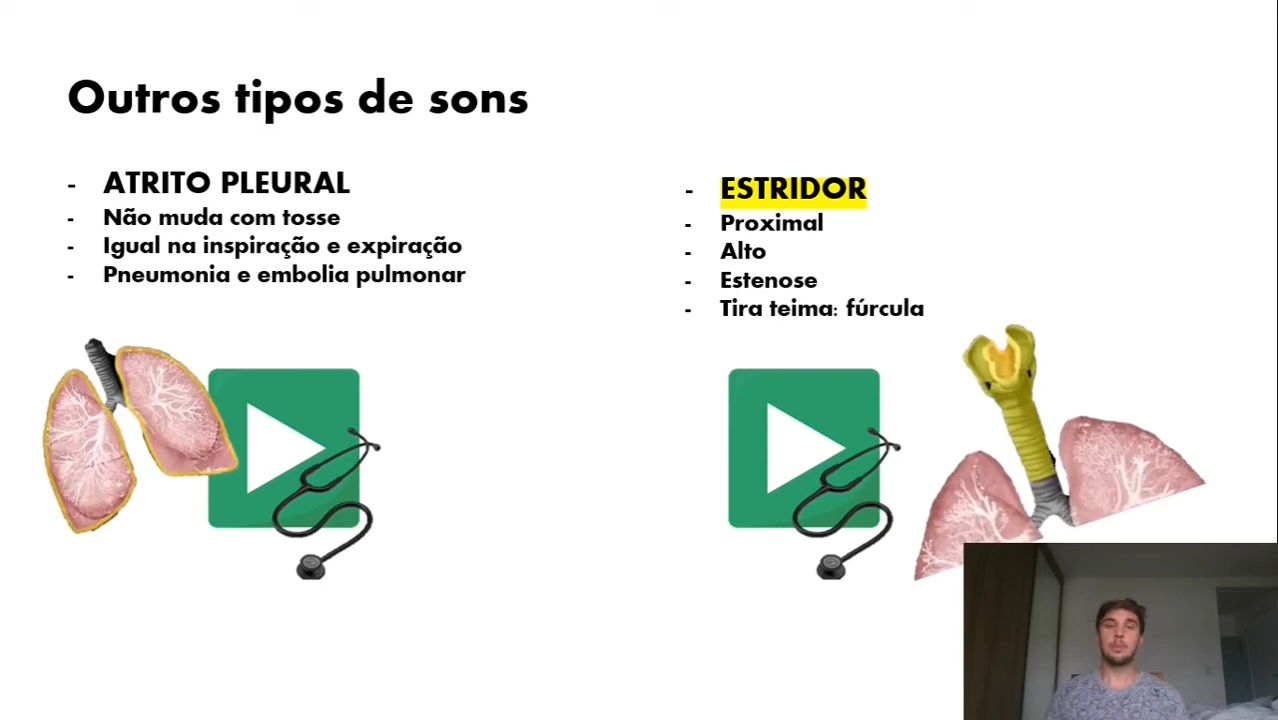 Outros tipos de sons
- ATRITO PLEURAL
- Não muda com tosse
- Igual na inspiração e expiração
- Pneumonia e embolia pulmonar
- ESTRIDOR
- Proximal
- Alto
- Estenose
- Tira teima: fúrcula